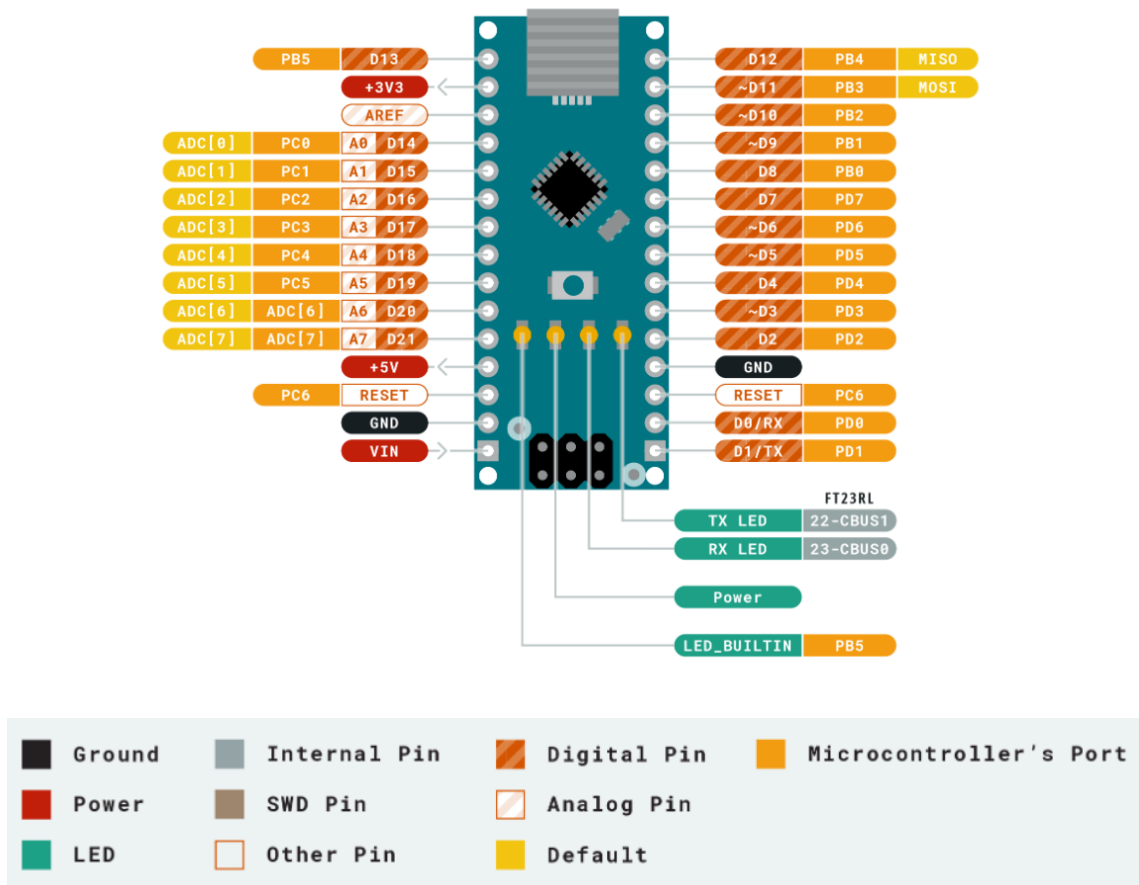 PB5 D13 D12 PB4 MISO
+3V3 ~D11 PB3 MOSI
AREF ~D10 PB2
ADC[0] PC0 A0 D14 ~D9 PB1
ADC[1] PC1 A1 D15 D8 PB0
ADC[2] PC2 A2 D16 D7 PD7
ADC[3] PC3 A3 D17 ~D6 PD6
ADC[4] PC4 A4 D18 ~D5 PD5
ADC[5] PC5 A5 D19 D4 PD4
ADC[6] ADC[6] A6 D20 ~D3 PD3
ADC[7] ADC[7] A7 D21 D2 PD2
+5V GND
PC6 RESET RESET PC6
GND D0/RX PD0
VIN D1/TX PD1
FT23RL
TX LED 22-CBUS1
RX LED 23-CBUS0
Power
LED_BUILTIN PB5
Ground Internal Pin Digital Pin Microcontroller's Port
Power SWD Pin Analog Pin
LED Other Pin Default